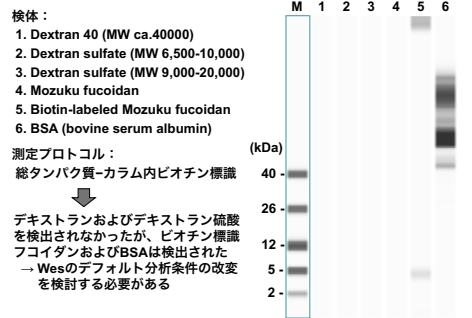 検体：
1. Dextran 40 (MW ca.40000)
2. Dextran sulfate (MW 6,500-10,000)
3. Dextran sulfate (MW 9,000-20,000)
4. Mozuku fucoidan
5. Biotin-labeled Mozuku fucoidan
6. BSA (bovine serum albumin)
測定プロトコル：
総タンパク質–カラム内ビオチン標識
デキストランおよびデキストラン硫酸
を検出されなかったが、ビオチン標識
フコイダンおよびBSAは検出された
→ Wesのデフォルト分析条件の改変
を検討する必要がある
M 1 2 3 4 5 6
(kDa)
40 -
26 -
12 -
5 -
2 -